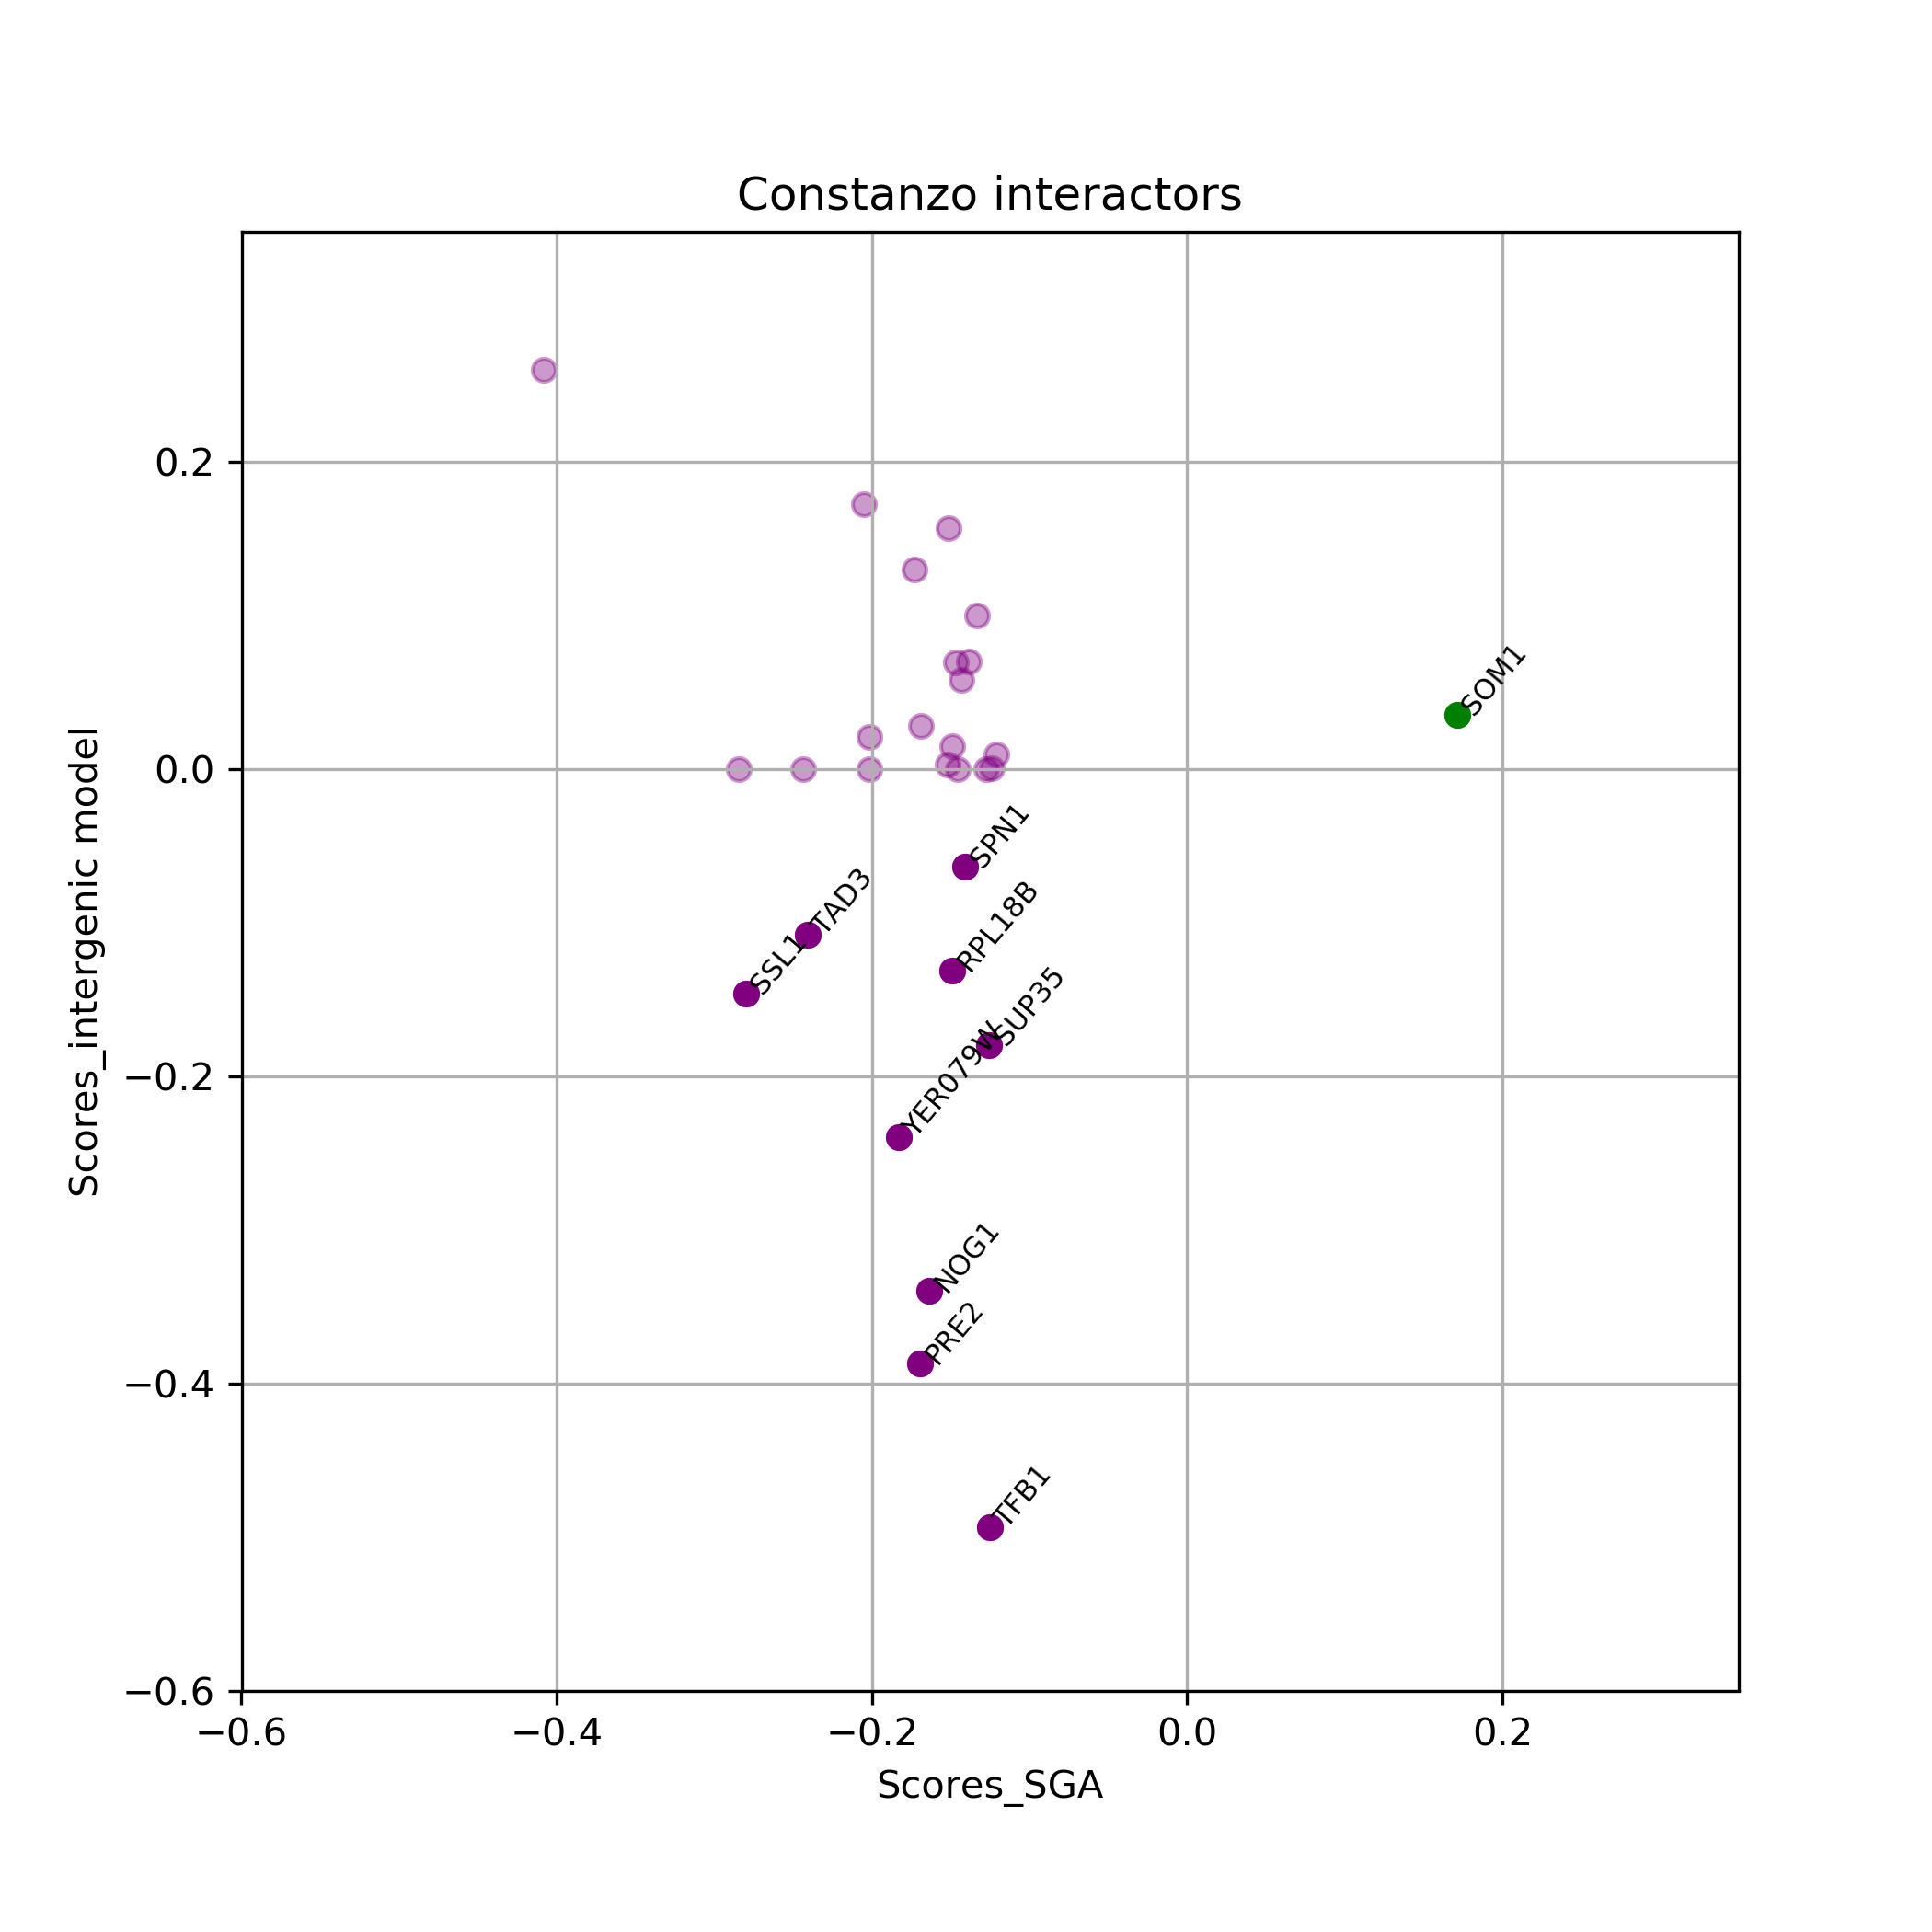 Constanzo interactors
Scores_intergenic model
0.2
0.0
−0.2
−0.4
−0.6
SOM1
SPN1
TAD3
RPL18B
SSL1
SUP35
YER079W
NOG1
PRE2
TFB1
−0.6
−0.4
−0.2
0.0
0.2
Scores_SGA